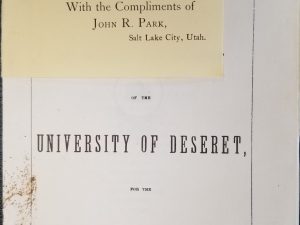 With the Compliments of
JOHN R. PARK,
Salt Lake City, Utah.
OF THE
UNIVERSITY OF DESERET,
FOR THE